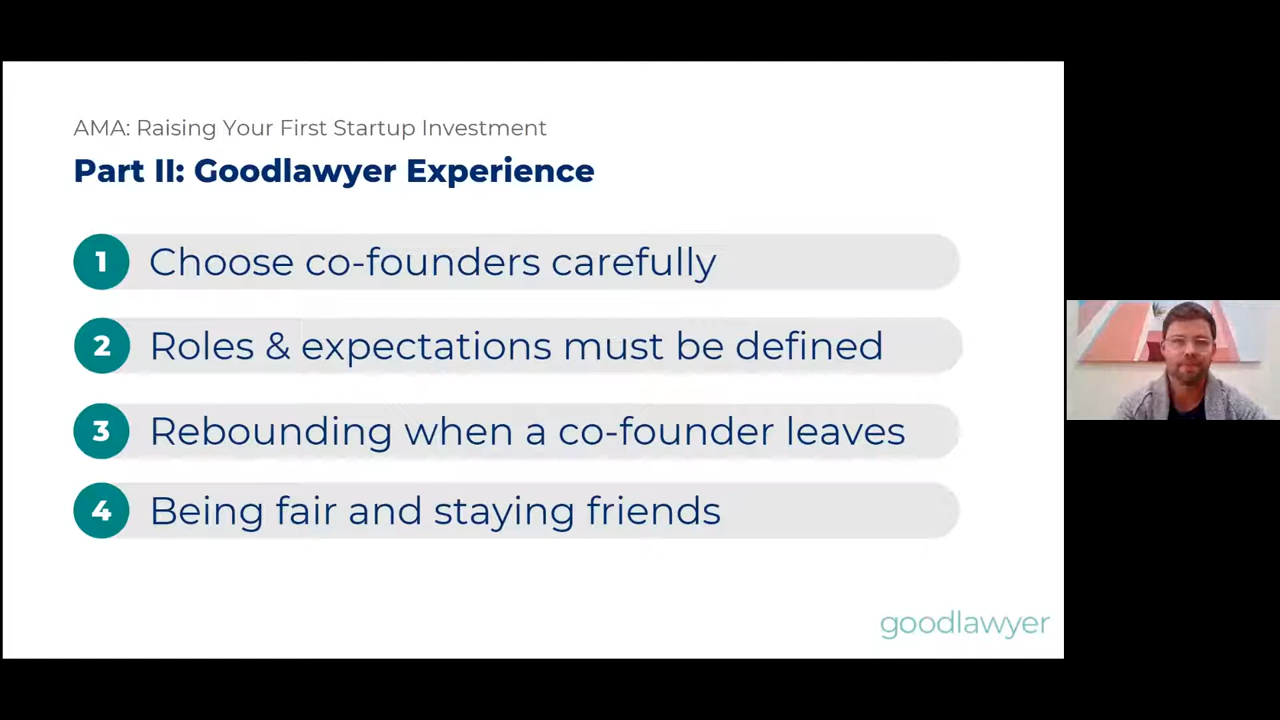 AMA: Raising Your First Startup Investment
Part II: Goodlawyer Experience
1 Choose co-founders carefully
2 Roles & expectations must be defined
3 Rebounding when a co-founder leaves
4 Being fair and staying friends
goodlawyer